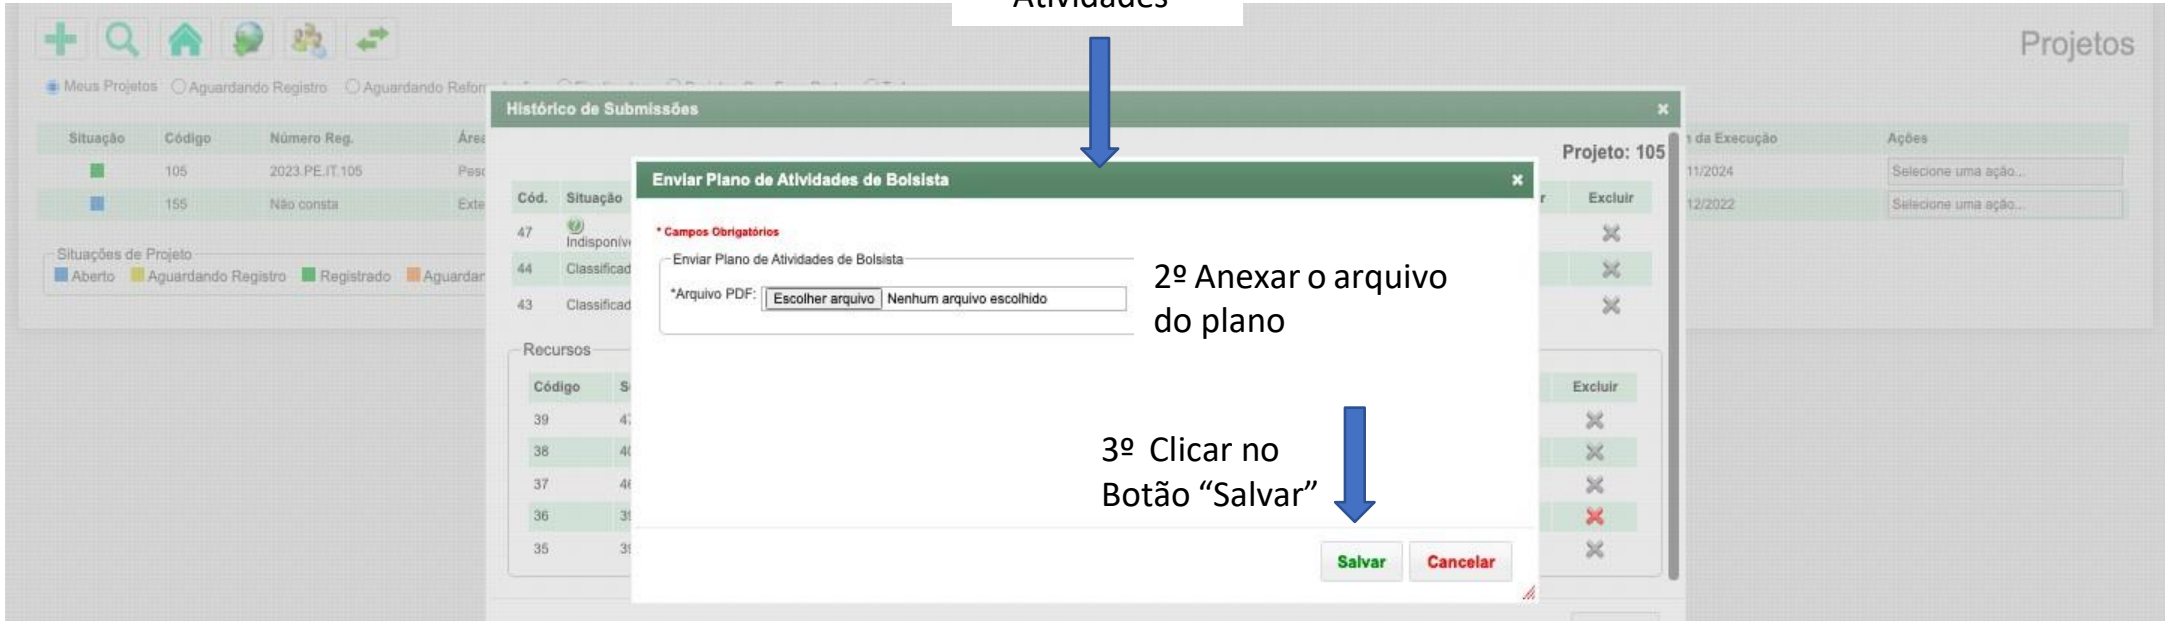 Atividades
Projetos
Meus Projetos Aguardando Registro Aguardando
Histórico de Submissões
Situação Código Número Reg. da Execução Ações
Projeto: 105
105 2023.PE.IT.105 11/2024 Selecione uma ação...
Enviar Plano de Atividades de Bolsista
Cód. Situação Excluir
155 Não consta 12/2022 Selecione uma ação...
47 Indisponív
* Campos Obrigatórios
Situações de Projeto
Enviar Plano de Atividades de Bolsista
Aberto Aguardando Registro Registrado Aguardan
44 Classificad
2º Anexar o arquivo
do plano
*Arquivo PDF: Escolher arquivo Nenhum arquivo escolhido
43 Classificad
Recursos
Código Excluir
39
38
37
36
35
3º Clicar no
Botão “Salvar”
Salvar Cancelar